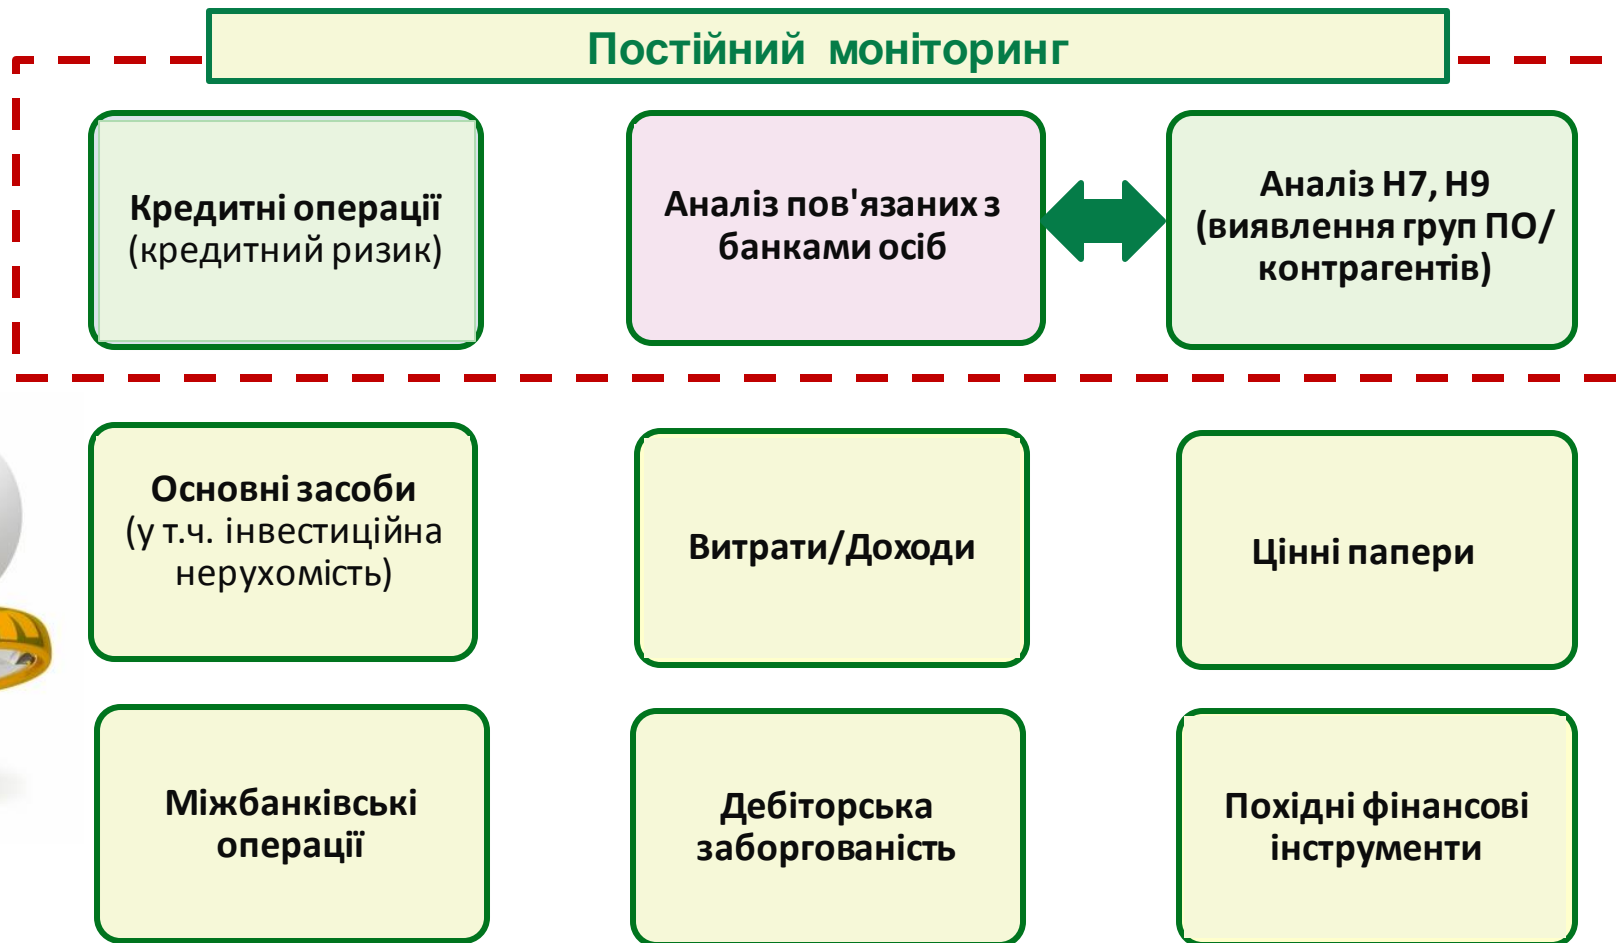 Постійний моніторинг
Кредитні операції
(кредитний ризик)
Аналіз пов'язаних з
банками осіб
Аналіз Н7, Н9
(виявлення груп ПО/
контрагентів)
Основні засоби
(у т.ч. інвестиційна
нерухомість)
Витрати/Доходи
Цінні папери
Міжбанківські
операції
Дебіторська
заборгованість
Похідні фінансові
інструменти